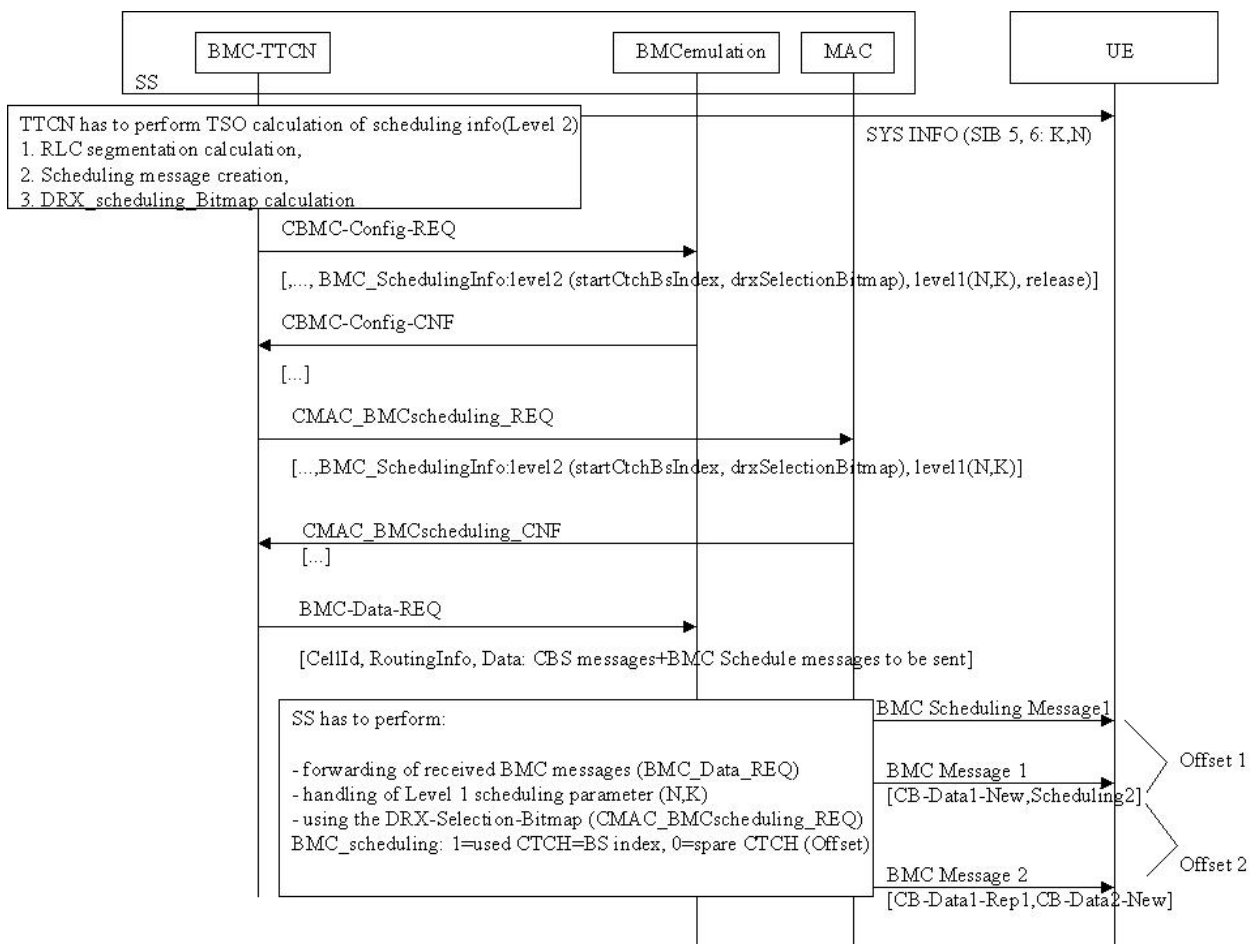 BMC-TTCN
BMCemulation
MAC
UE
SS
TTCN has to perform TSO calculation of scheduling info(Level 2)
1. RLC segmentation calculation,
2. Scheduling message creation,
3. DRX_scheduling_Bitmap calculation
SYS INFO (SIB 5, 6: K,N)
CBMC-Config-REQ
[,..., BMC_SchedulingInfo:level2 (startCtchBsIndex, drxSelectionBitmap), level1(N,K), release)]
CBMC-Config-CNF
[...]
CMAC_BMCscheduling_REQ
[...,BMC_SchedulingInfo:level2 (startCtchBsIndex, drxSelectionBitmap), level1(N,K)]
CMAC_BMCscheduling_CNF
[...]
BMC-Data-REQ
[CellId, RoutingInfo, Data: CBS messages+BMC Schedule messages to be sent]
SS has to perform:
- forwarding of received BMC messages (BMC_Data_REQ)
- handling of Level 1 scheduling parameter (N,K)
- using the DRX-Selection-Bitmap (CMAC_BMCscheduling_REQ)
BMC_scheduling: 1=used CTCH=BS index, 0=spare CTCH (Offset)
BMC Scheduling Message1
Offset 1
BMC Message 1
[CB-Data1-New,Scheduling2]
Offset 2
BMC Message 2
[CB-Data1-Rep1,CB-Data2-New]